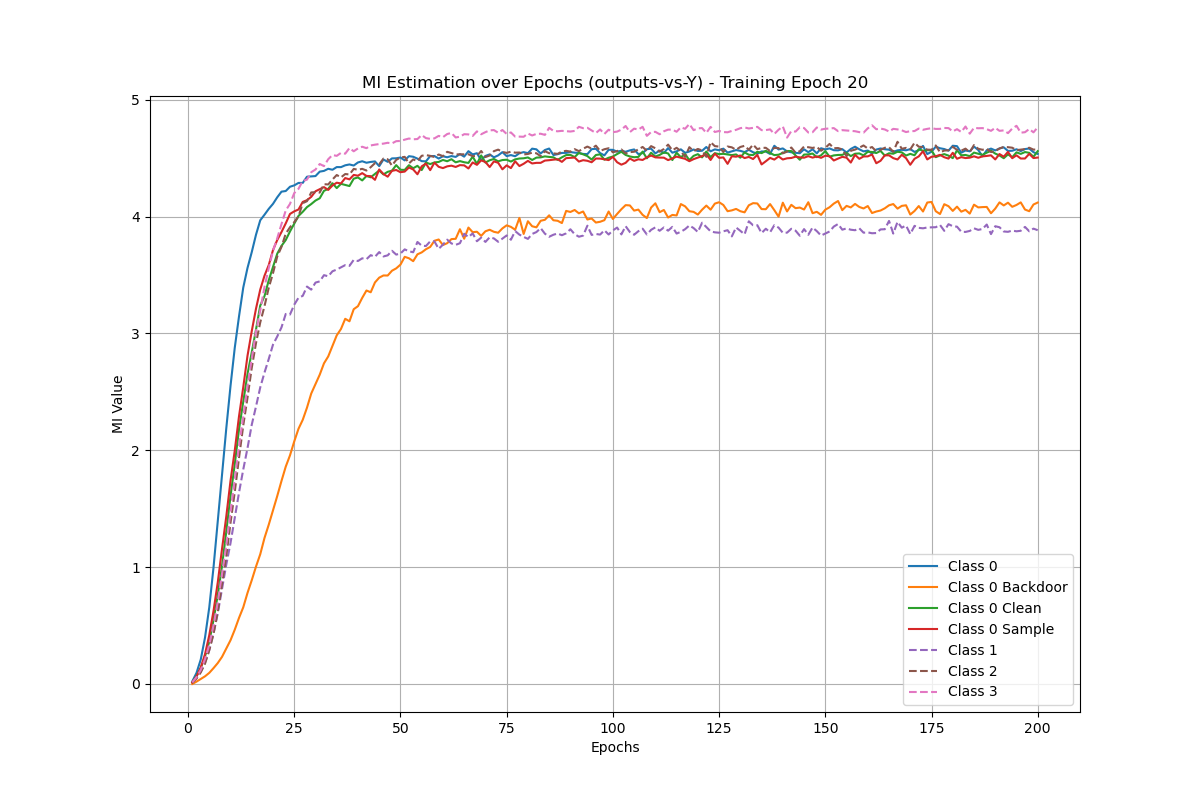 MI Estimation over Epochs (outputs-vs-Y) - Training Epoch 20
5
4
3
2
1
0
MI Value
0 25 50 75 100 125 150 175 200
Epochs
Class 0
Class 0 Backdoor
Class 0 Clean
Class 0 Sample
Class 1
Class 2
Class 3